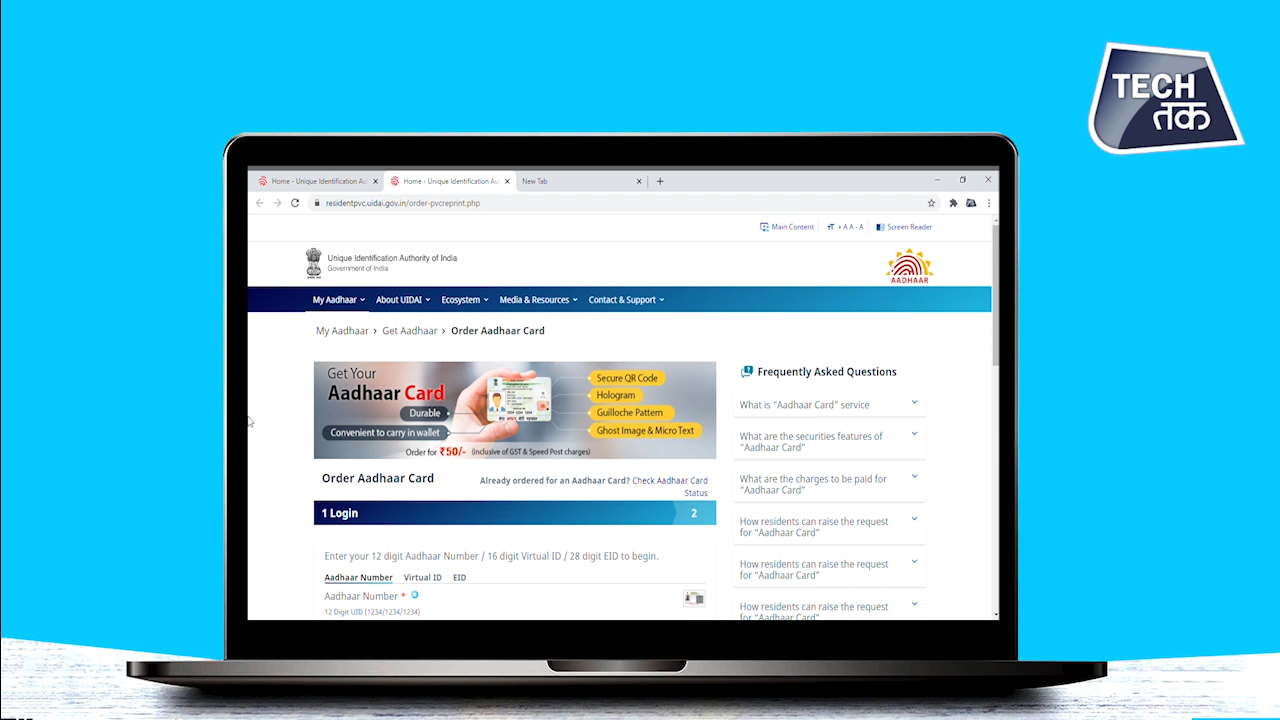 TECH
तक
Home - Unique Identification Au
Home - Unique Identification Au
New Tab
residentpvc.uidai.gov.in/order-pvcreprint.php
Main Content
+A A - A
Screen Reader
Unique Identification Authority of India
Government of India
AADHAAR
My Aadhaar
About UIDAI
Ecosystem
Media & Resources
Contact & Support
My Aadhaar › Get Aadhaar › Order Aadhaar Card
Get Your
Aadhaar Card
Durable
Convenient to carry in wallet
Secure QR Code
Hologram
Guilloche Pattern
Ghost Image & Micro Text
Order for ₹50/- (inclusive of GST & Speed Post charges)
Order Aadhaar Card
Already ordered for an Aadhaar Card? Check Aadhaar Card
Status
1 Login
2
Enter your 12 digit Aadhaar Number / 16 digit Virtual ID / 28 digit EID to begin.
Aadhaar Number Virtual ID EID
Aadhaar Number *
12 Digit UID (1234/1234/1234)
Frequently Asked Questions
What is “Aadhaar Card” service
What are the securities features of
“Aadhaar Card”
What are the charges to be paid for
“Aadhaar Card”
How residents can raise the request
for “Aadhaar Card”
How residents can raise the request
for “Aadhaar Card”
How residents can raise the request
for “Aadhaar Card”